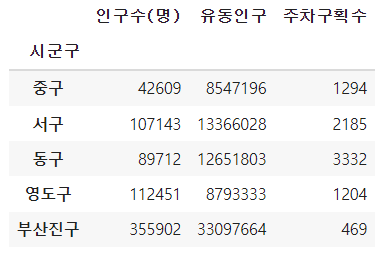 인구수(명) 유동인구 주차구획수
시군구
중구 42609 8547196 1294
서구 107143 13366028 2185
동구 89712 12651803 3332
영도구 112451 8793333 1204
부산진구 355902 33097664 469